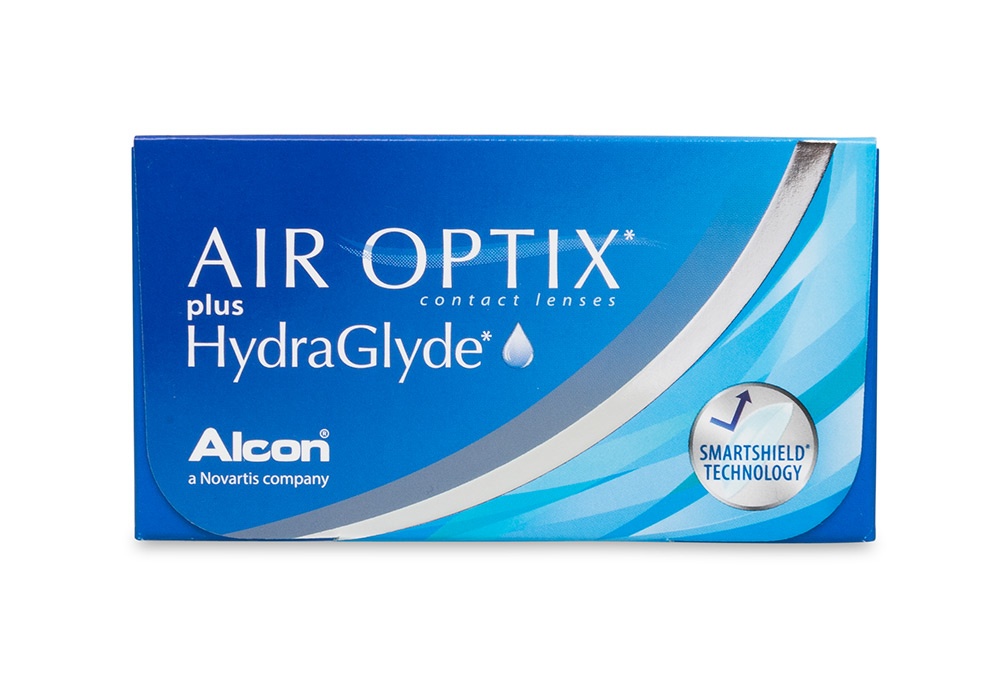 AIR OPTIX*
contact lenses
plus
HydraGlyde*
Alcon®
a Novartis company
SMARTSHIELD*
TECHNOLOGY